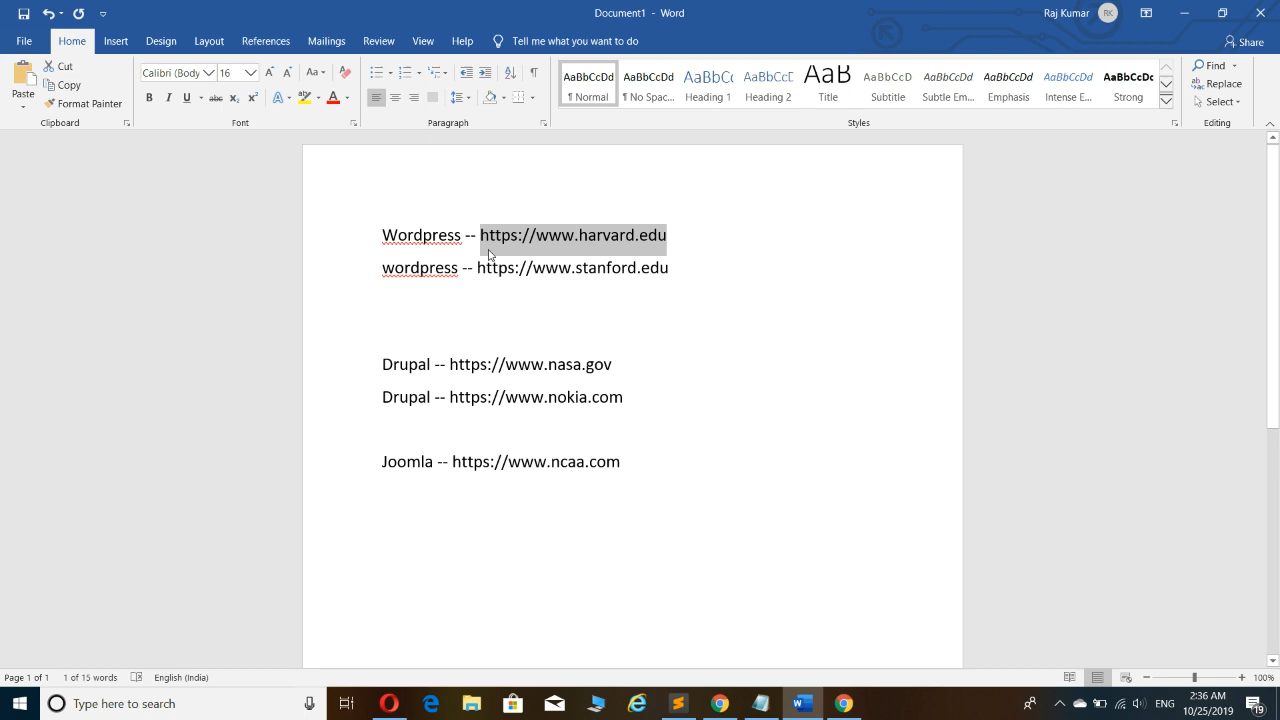 Document1 - Word
Raj Kumar RK
File Home Insert Design Layout References Mailings Review View Help Tell me what you want to do Share
Paste
Cut
Copy
Format Painter
Clipboard
Calibri (Body 16
Aa
B I U abc x₂ x² A A
Font
Paragraph
AaBbCcDd AaBbCcDd AaBbCc AaBbCcE AaB AaBbCcD AaBbCcDd AaBbCcDd AaBbCcDd AaBbCcDc
¶ Normal ¶ No Spac... Heading 1 Heading 2 Title Subtitle Subtle Em... Emphasis Intense E... Strong
Styles
Find
Replace
Select
Editing
Wordpress -- https://www.harvard.edu
wordpress -- https://www.stanford.edu
Drupal -- https://www.nasa.gov
Drupal -- https://www.nokia.com
Joomla -- https://www.ncaa.com
Page 1 of 1 1 of 15 words English (India) 100%
Type here to search
ENG
2:36 AM
10/25/2019
19